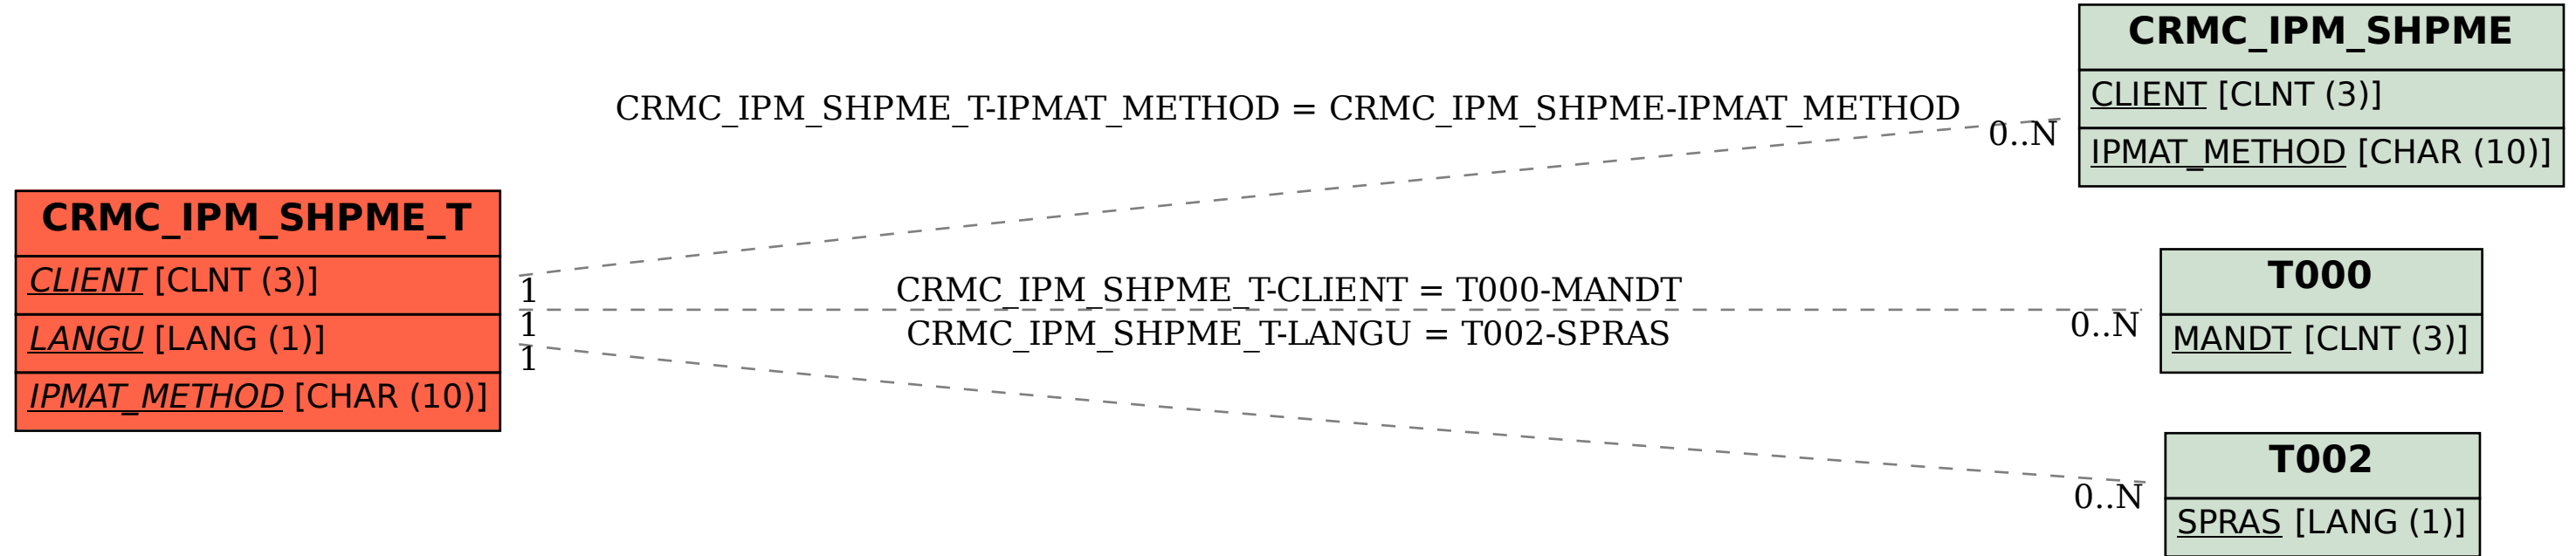 CRMC_IPM_SHPME_T
CLIENT [CLNT (3)]
LANGU [LANG (1)]
IPMAT_METHOD [CHAR (10)]
CRMC_IPM_SHPME_T-IPMAT_METHOD = CRMC_IPM_SHPME-IPMAT_METHOD
1
0..N
CRMC_IPM_SHPME_T-CLIENT = T000-MANDT
1
0..N
CRMC_IPM_SHPME_T-LANGU = T002-SPRAS
1
0..N
CRMC_IPM_SHPME
CLIENT [CLNT (3)]
IPMAT_METHOD [CHAR (10)]
T000
MANDT [CLNT (3)]
T002
SPRAS [LANG (1)]